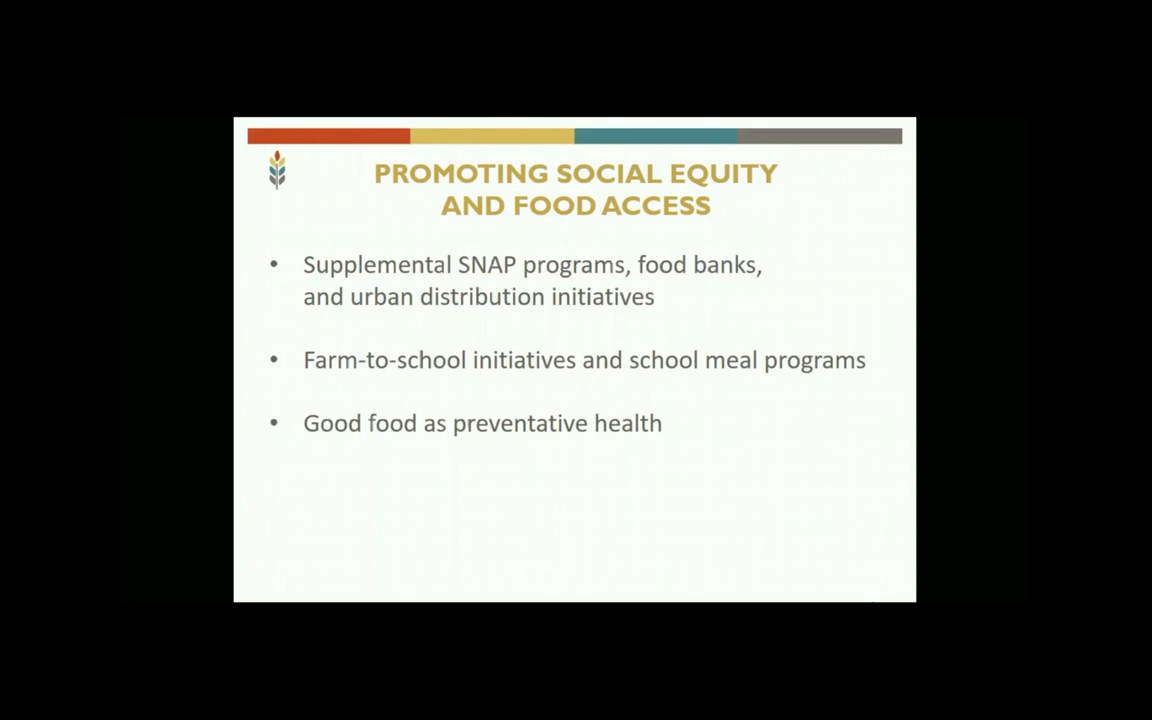 PROMOTING SOCIAL EQUITY
AND FOOD ACCESS
• Supplemental SNAP programs, food banks,
and urban distribution initiatives
• Farm-to-school initiatives and school meal programs
• Good food as preventative health